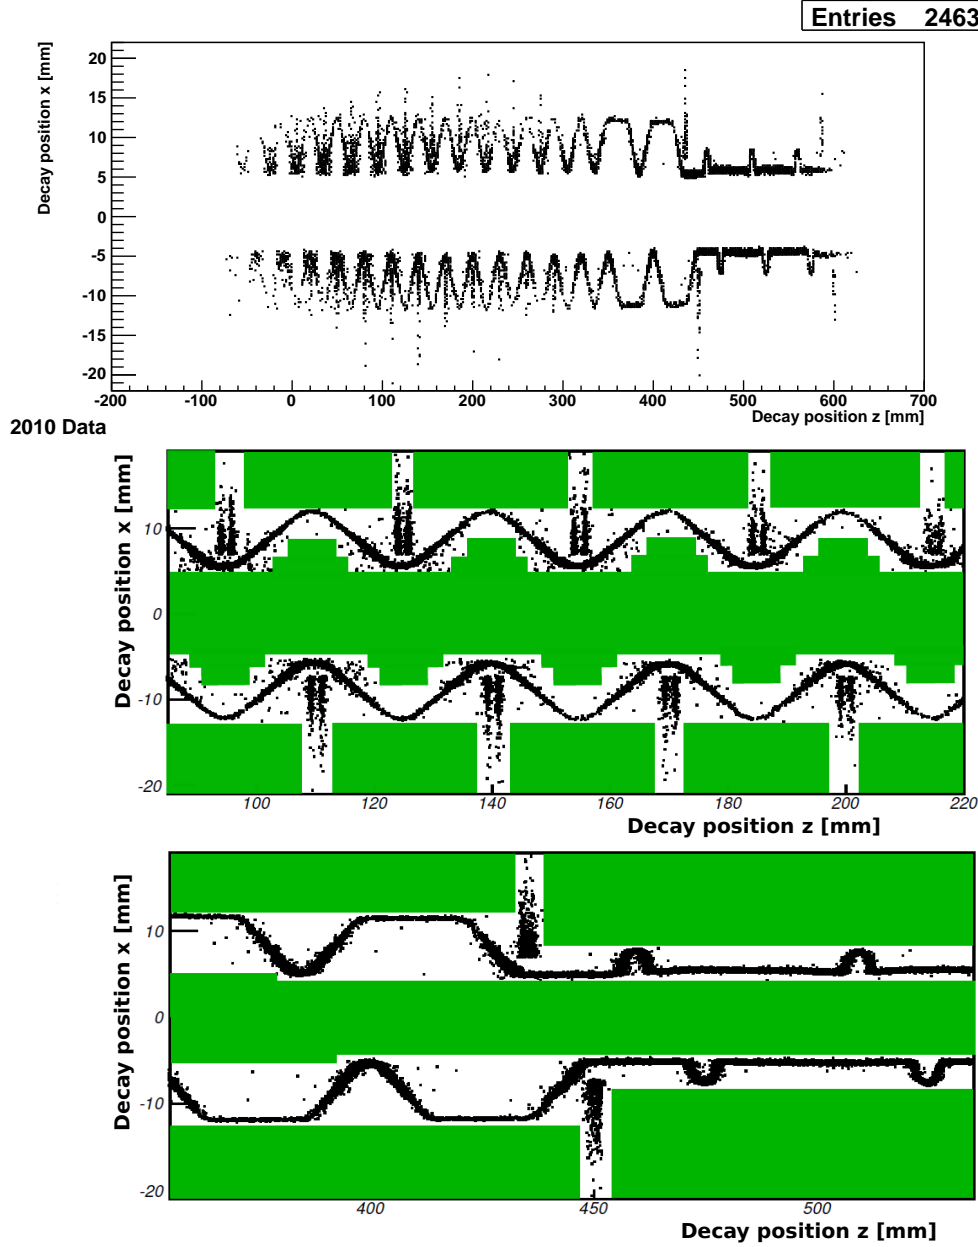 Entries 2463
Decay position x [mm]
20
15
10
5
0
-5
-10
-15
-20
-200 -100 0 100 200 300 400 500 600 700
Decay position z [mm]
2010 Data
Decay position x [mm]
10
0
-10
-20
100 120 140 160 180 200 220
Decay position z [mm]
Decay position x [mm]
10
0
-10
-20
400 450 500
Decay position z [mm]